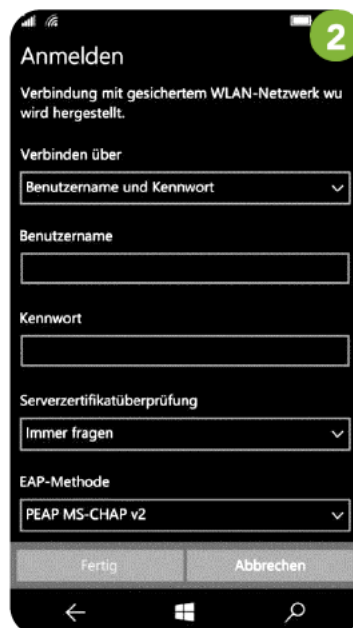 2
Anmelden
Verbindung mit gesichertem WLAN-Netzwerk wu
wird hergestellt.
Verbinden über
Benutzername und Kennwort
Benutzername
Kennwort
Serverzertifikatüberprüfung
Immer fragen
EAP-Methode
PEAP MS-CHAP v2
Fertig Abbrechen